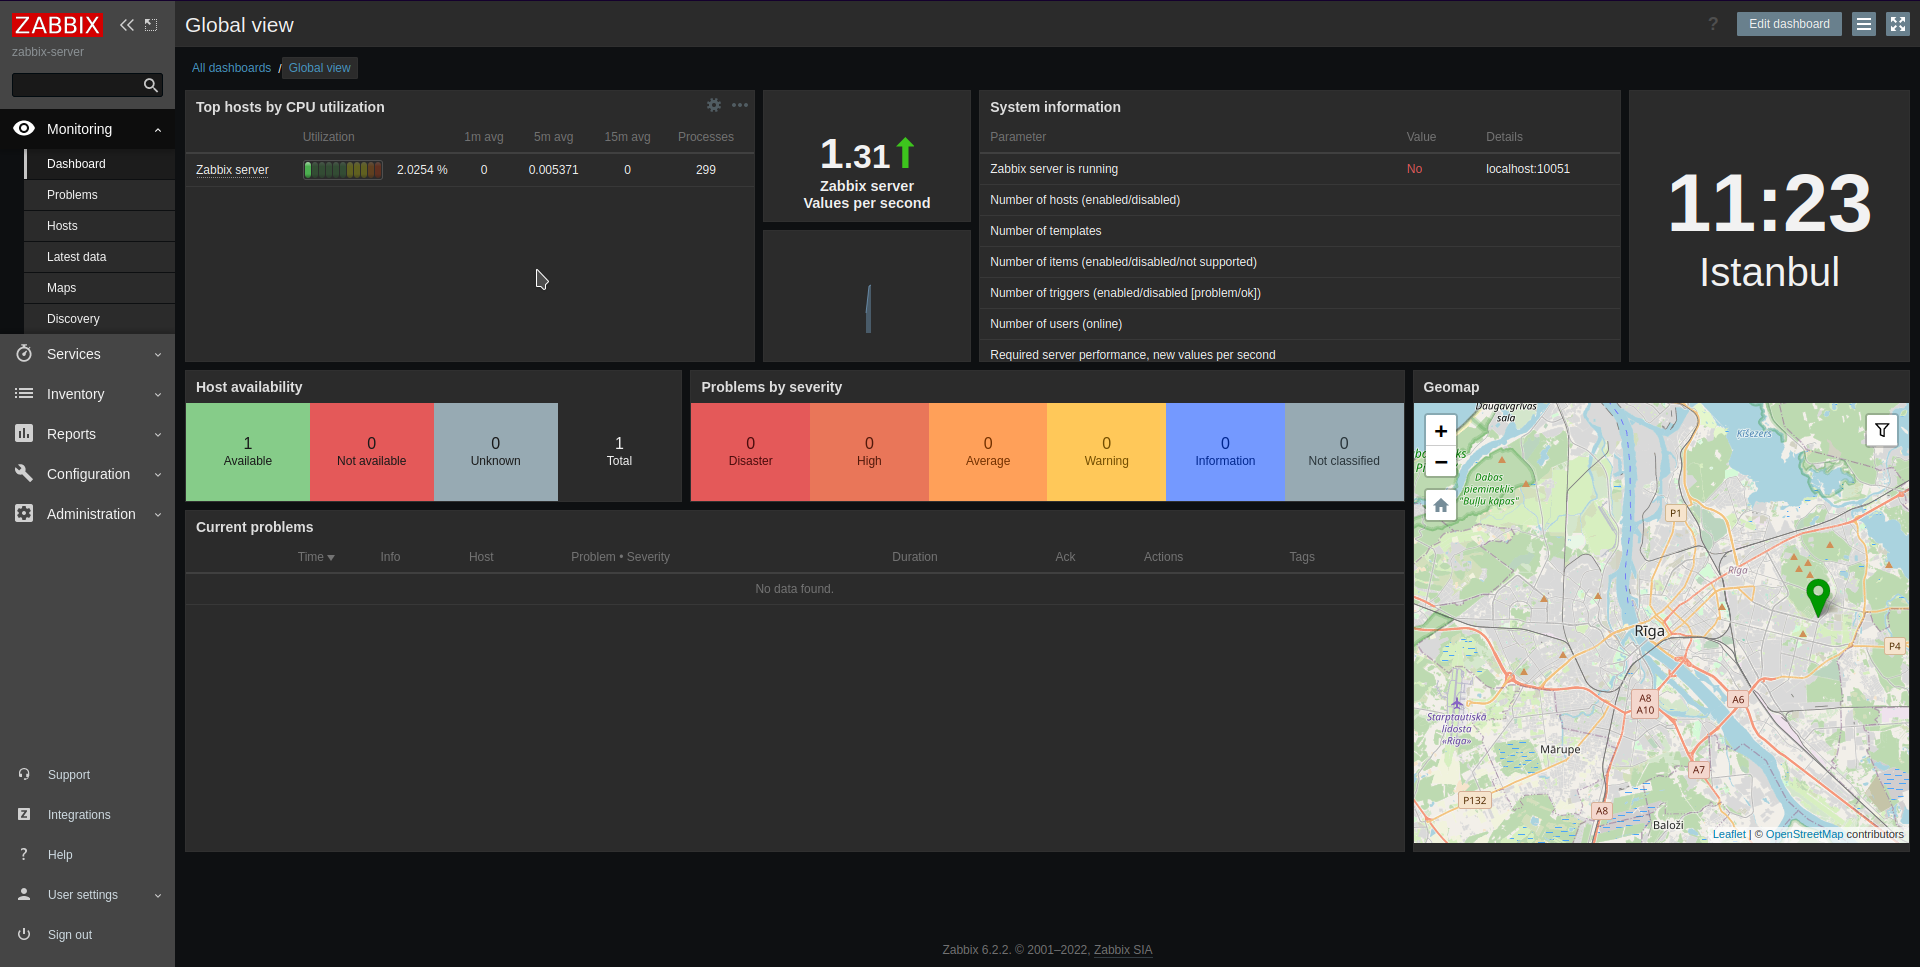 ZABBIX
zabbix-server
Monitoring
Dashboard
Problems
Hosts
Latest data
Maps
Discovery
Services
Inventory
Reports
Configuration
Administration
Support
Integrations
Help
User settings
Sign out
Global view
? Edit dashboard
All dashboards / Global view
Top hosts by CPU utilization
Utilization 1m avg 5m avg 15m avg Processes
Zabbix server 2.0254 % 0 0.005371 0 299
1.31
Zabbix server
Values per second
System information
Parameter Value Details
Zabbix server is running No localhost:10051
Number of hosts (enabled/disabled)
Number of templates
Number of items (enabled/disabled/not supported)
Number of triggers (enabled/disabled [problem/ok])
Number of users (online)
Required server performance, new values per second
11:23
Istanbul
Host availability
1 Available
0 Not available
0 Unknown
1 Total
Problems by severity
0 Disaster
0 High
0 Average
0 Warning
0 Information
0 Not classified
Current problems
Time Info Host Problem • Severity Duration Ack Actions Tags
No data found.
Geomap
+
−
Daugavgrīvas
sala
Ķīšezers
Dabas
piemineklis
"Buļļu kāpas"
P1
Rīga
Rīga
P4
A8
A10
A6
Starptautiskā
lidosta
«Rīga»
Mārupe
A7
P132
A8
Baloži
Leaflet | © OpenStreetMap contributors
Zabbix 6.2.2. © 2001–2022, Zabbix SIA